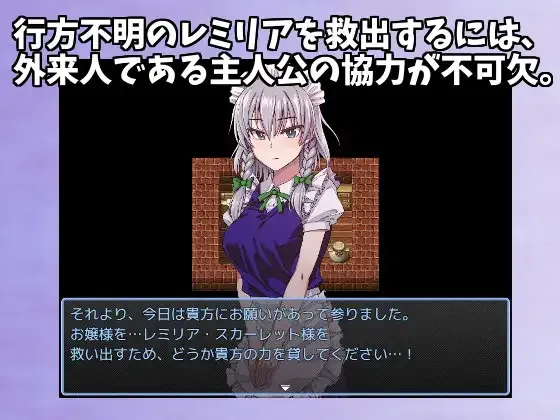 行方不明のレミリアを救出するには、
外来人である主人公の協力が不可欠。
それより、今日は貴方にお願いがあって参りました。
お嬢様を…レミリア・スカーレット様を
救い出すため、どうか貴方の力を貸してください…！